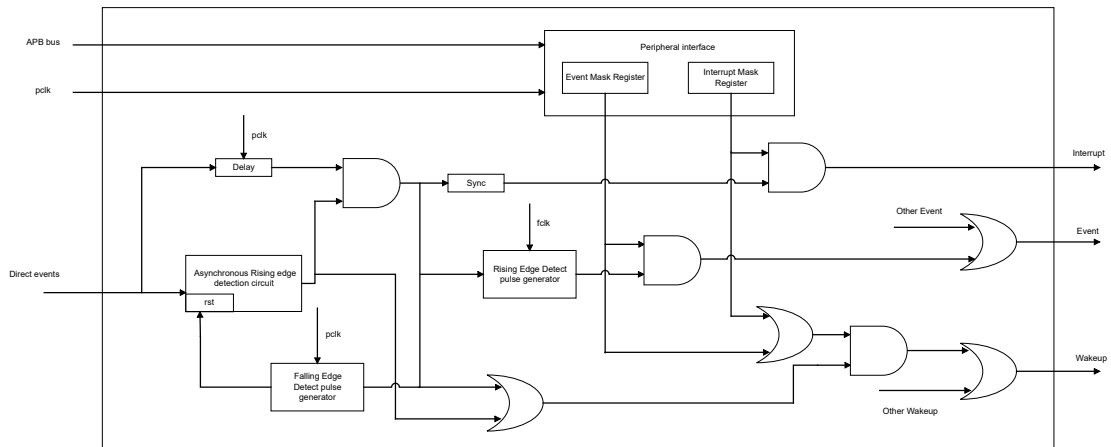 APB bus
Peripheral interface
Event Mask Register
Interrupt Mask
Register
pclk
pclk
Delay
Interrupt
Sync
Other Event
fclk
Event
Direct events
Asynchronous Rising edge
detection circuit
rst
Rising Edge Detect
pulse generator
pclk
Wakeup
Falling Edge
Detect pulse
generator
Other Wakeup